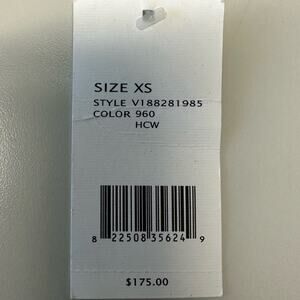 SIZE XS
STYLE V188281985
COLOR 960
HCW
8 22508 35624 9
$175.00